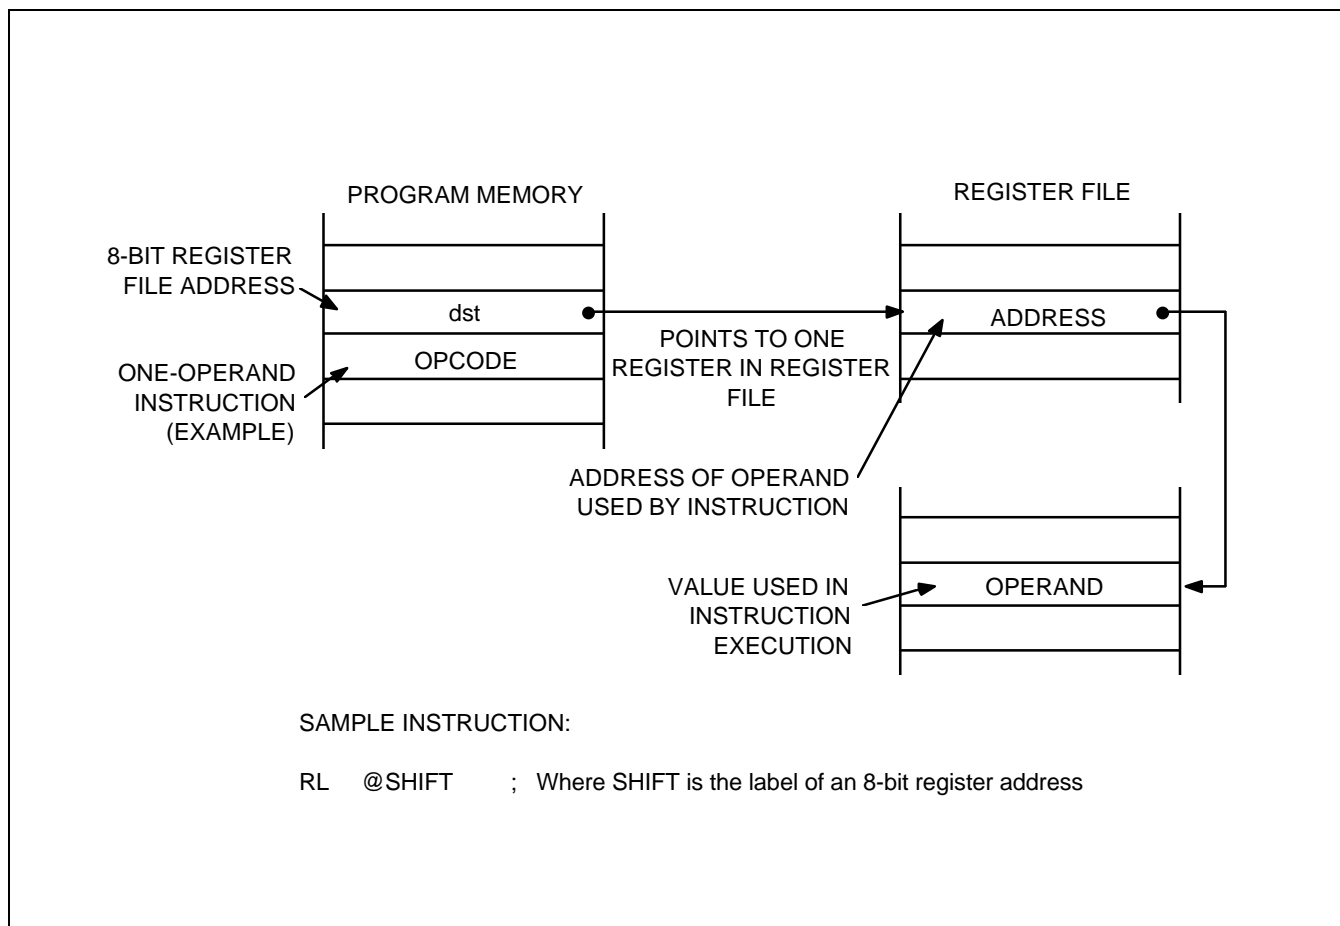 PROGRAM MEMORY
REGISTER FILE
8-BIT REGISTER
FILE ADDRESS
dst
ADDRESS
POINTS TO ONE
REGISTER IN REGISTER
FILE
OPCODE
ONE-OPERAND
INSTRUCTION
(EXAMPLE)
ADDRESS OF OPERAND
USED BY INSTRUCTION
VALUE USED IN
INSTRUCTION
EXECUTION
OPERAND
SAMPLE INSTRUCTION:
RL @SHIFT ; Where SHIFT is the label of an 8-bit register address